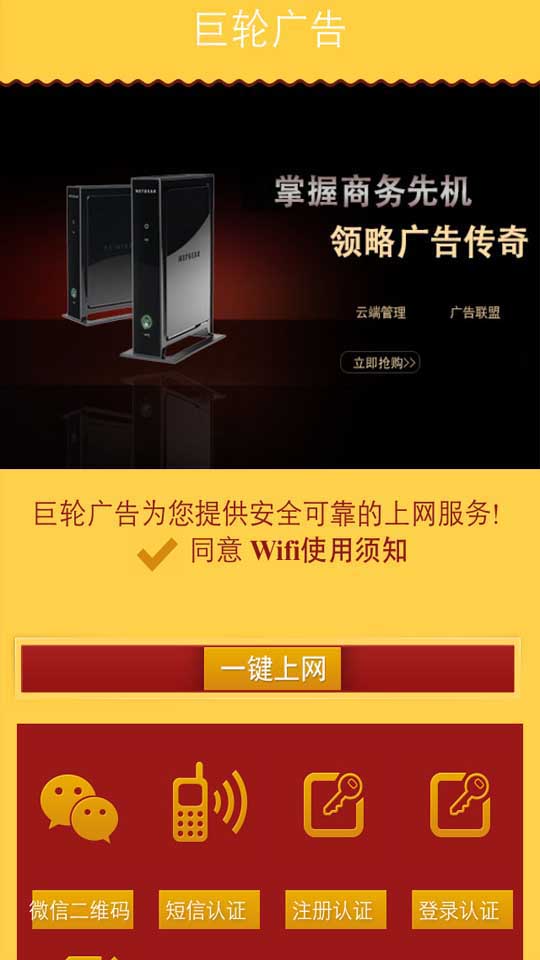 巨轮广告
NETGEAR
NETGEAR
掌握商务先机
领略广告传奇
云端管理 广告联盟
立即抢购>>
巨轮广告为您提供安全可靠的上网服务!
同意 Wifi使用须知
一键上网
微信二维码 短信认证 注册认证 登录认证